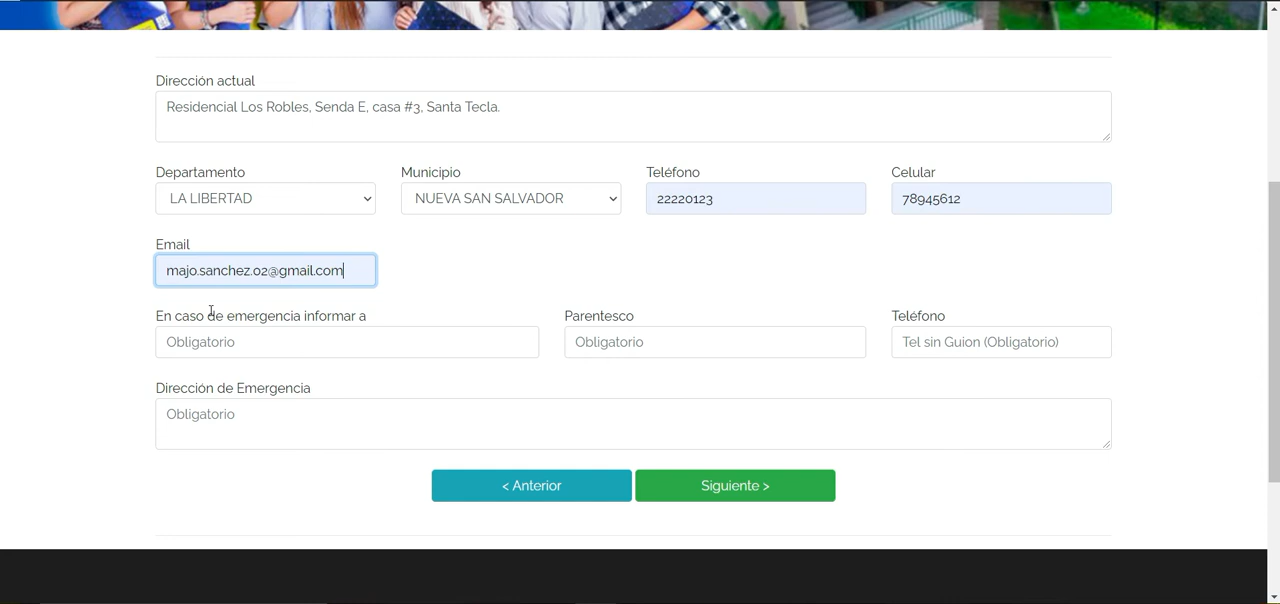 Dirección actual
Residencial Los Robles, Senda E, casa #3, Santa Tecla.
Departamento Municipio Teléfono Celular
LA LIBERTAD NUEVA SAN SALVADOR 22220123 78945612
Email
majo.sanchez.02@gmail.com
En caso de emergencia informar a Parentesco Teléfono
Obligatorio Obligatorio Tel sin Guion (Obligatorio)
Dirección de Emergencia
Obligatorio
< Anterior Siguiente >